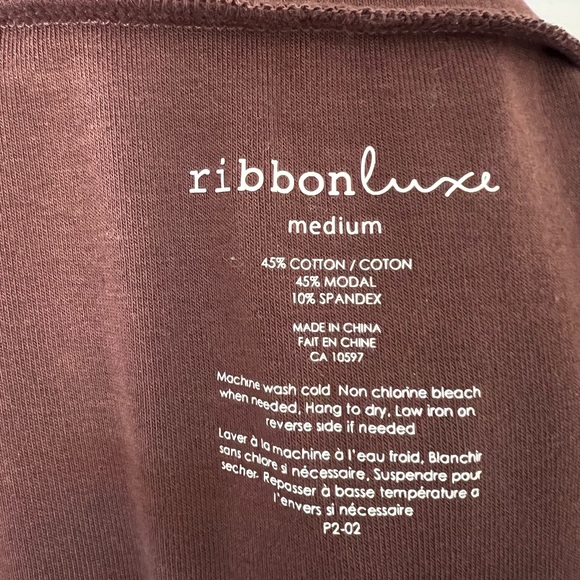 ribbon luxe
medium
45% COTTON / COTON
45% MODAL
10% SPANDEX
MADE IN CHINA
FAIT EN CHINE
CA 10597
Machine wash cold Non chlorine bleach
when needed, Hang to dry, Low iron on
reverse side if needed
Laver à la machine à l'eau froid, Blanchir
sans chlore si nécessaire, Suspendre pour
secher, Repasser à basse température a
l'envers si nécessaire
P2-02